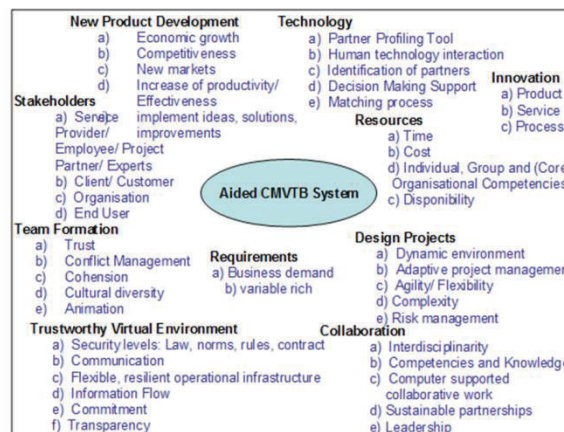 New Product Development
a) Economic growth
b) Competitiveness
c) New markets
d) Increase of productivity/
Effectiveness
e) implement ideas, solutions,
improvements
Technology
a) Partner Profiling Tool
b) Human technology interaction
c) Identification of partners
d) Decision Making Support
e) Matching process
Innovation
a) Product
b) Service
c) Process
Stakeholders
a) Service
Provider/
Employee/ Project
Partner/ Experts
b) Client/ Customer
c) Organisation
d) End User
Resources
a) Time
b) Cost
d) Individual, Group and (Core
Organisational Competencies
c) Disponibility
Aided CMVTB System
Team Formation
a) Trust
b) Conflict Management
c) Cohension
d) Cultural diversity
e) Animation
Requirements
a) Business demand
b) variable rich
Design Projects
a) Dynamic environment
b) Adaptive project managemen
c) Agility/ Flexibility
d) Complexity
e) Risk management
Trustworthy Virtual Environment
a) Security levels: Law, norms, rules, contract
b) Communication
c) Flexible, resilient operational infrastructure
d) Information Flow
e) Commitment
f) Transparency
Collaboration
a) Interdisciplinarity
b) Competencies and Knowledge
c) Computer supported
collaborative work
d) Sustainable partnerships
e) Leadership